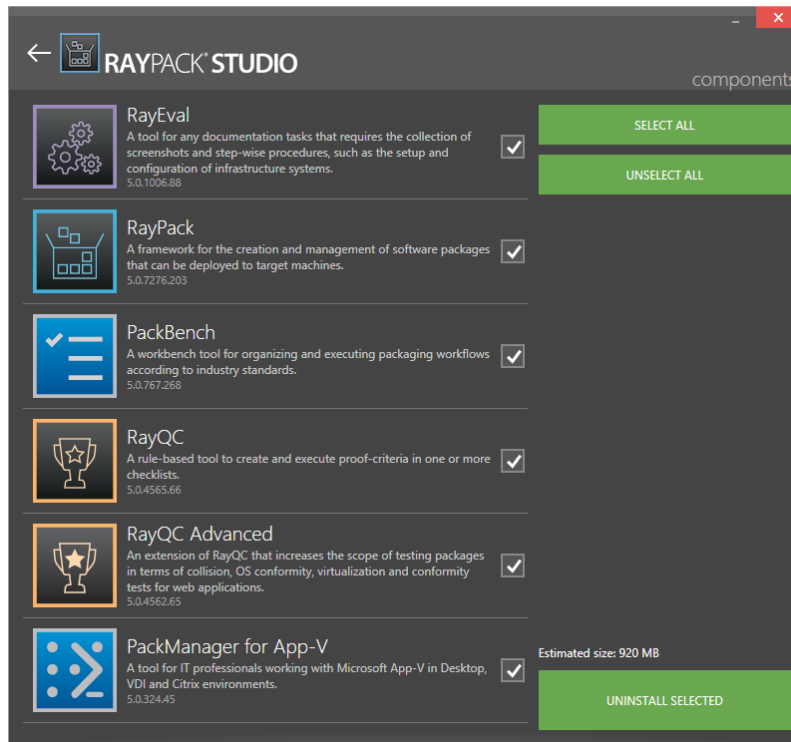 RAYPACK® STUDIO
components
RayEval
A tool for any documentation tasks that requires the collection of
screenshots and step-wise procedures, such as the setup and
configuration of infrastructure systems.
5.0.1006.88
RayPack
A framework for the creation and management of software packages
that can be deployed to target machines.
5.0.7276.203
PackBench
A workbench tool for organizing and executing packaging workflows
according to industry standards.
5.0.767.268
RayQC
A rule-based tool to create and execute proof-criteria in one or more
checklists.
5.0.4565.66
RayQC Advanced
An extension of RayQC that increases the scope of testing packages
in terms of collision, OS conformity, virtualization and conformity
tests for web applications.
5.0.4562.65
PackManager for App-V
A tool for IT professionals working with Microsoft App-V in Desktop,
VDI and Citrix environments.
5.0.324.45
SELECT ALL
UNSELECT ALL
Estimated size: 920 MB
UNINSTALL SELECTED